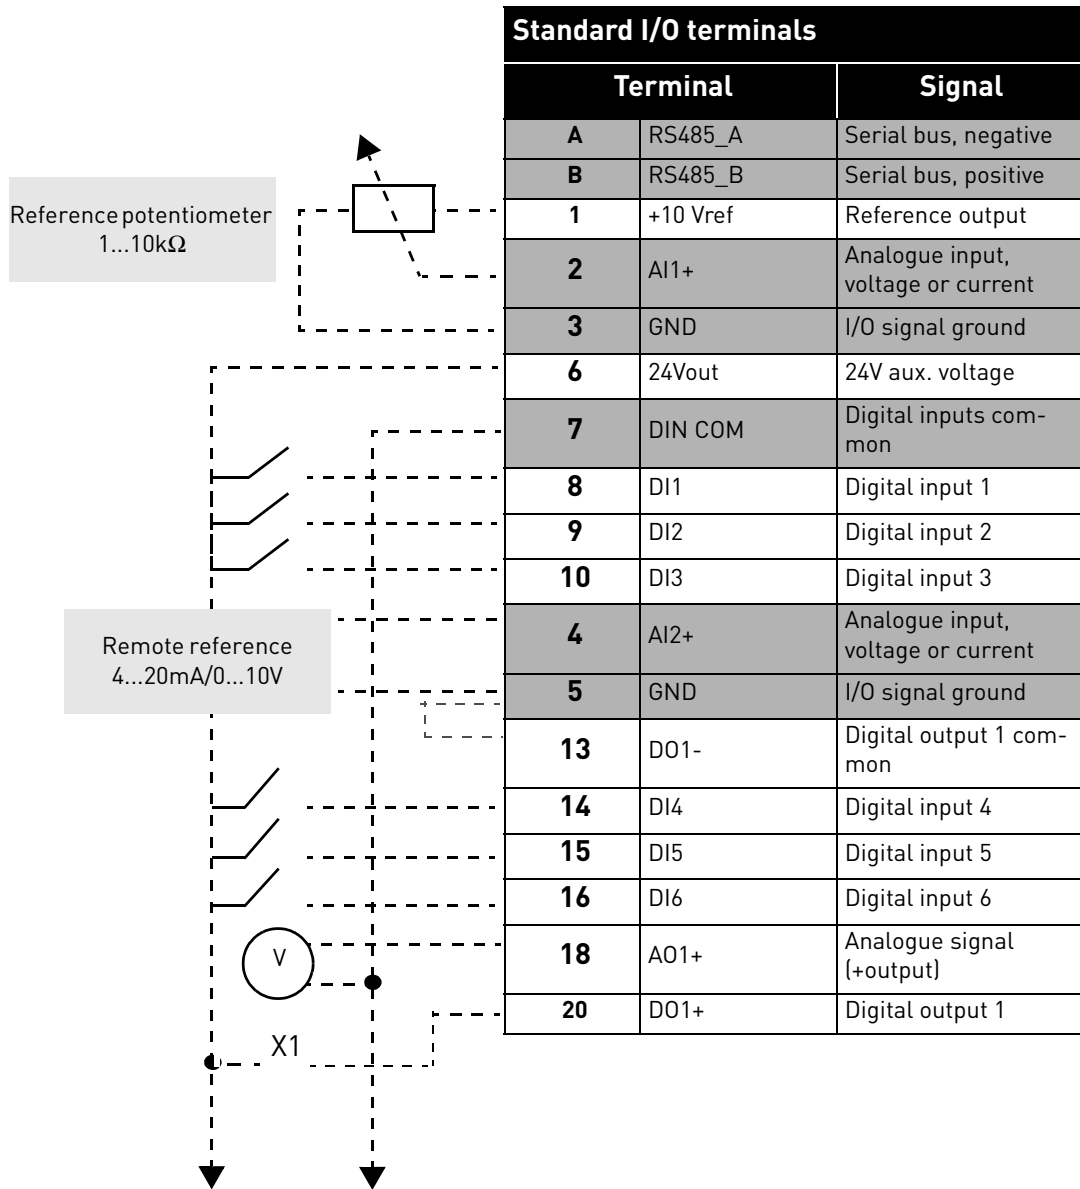 Standard I/O terminals
Terminal Signal
A RS485_A Serial bus, negative
B RS485_B Serial bus, positive
Reference potentiometer
1...10kΩ
1 +10 Vref Reference output
2 AI1+ Analogue input,
voltage or current
3 GND I/O signal ground
6 24Vout 24V aux. voltage
7 DIN COM Digital inputs com-
mon
8 DI1 Digital input 1
9 DI2 Digital input 2
10 DI3 Digital input 3
Remote reference
4...20mA/0...10V
4 AI2+ Analogue input,
voltage or current
5 GND I/O signal ground
13 DO1- Digital output 1 com-
mon
14 DI4 Digital input 4
15 DI5 Digital input 5
16 DI6 Digital input 6
V
18 AO1+ Analogue signal
(+output)
20 DO1+ Digital output 1
X1